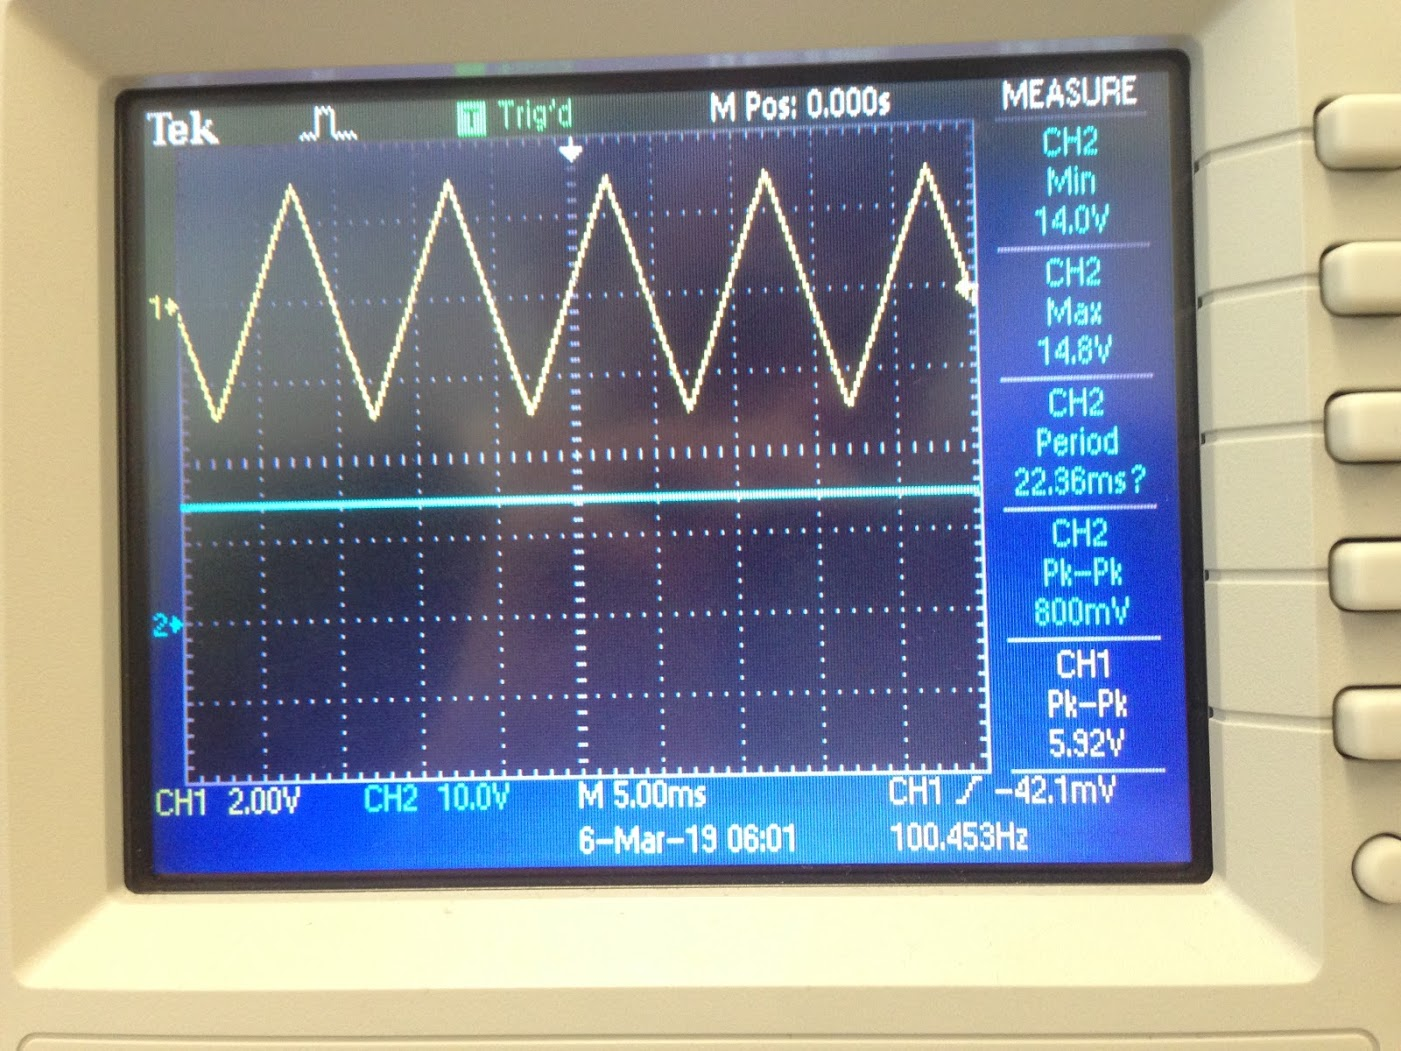 Tek T Trig'd M Pos: 0.000s MEASURE
CH2
Min
14.0V
CH2
Max
14.8V
CH2
Period
22.36ms?
CH2
Pk-Pk
800mV
CH1
Pk-Pk
5.92V
1
2
CH1 2.00V CH2 10.0V M 5.00ms CH1 -42.1mV
6-Mar-19 06:01 100.453Hz